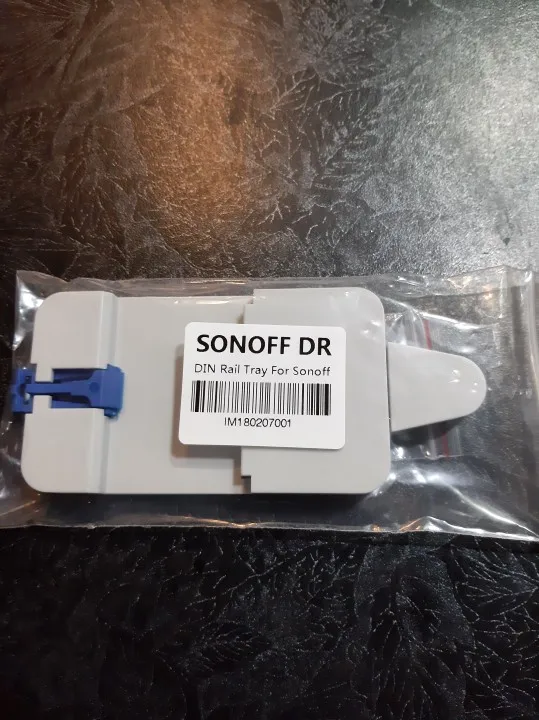 SONOFF DR
DIN Rail Tray For Sonoff
IM180207001